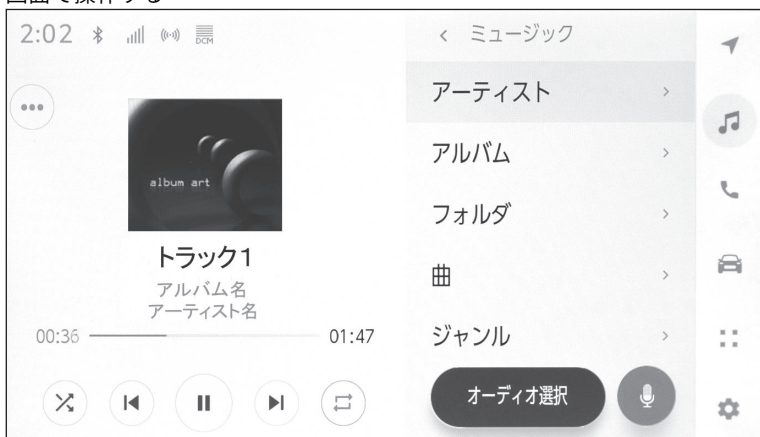 画面で操作する
2:02
DCM
< ミュージック
アーティスト
アルバム
フォルダ
曲
ジャンル
album art
トラック1
アルバム名
アーティスト名
00:36
01:47
オーディオ選択